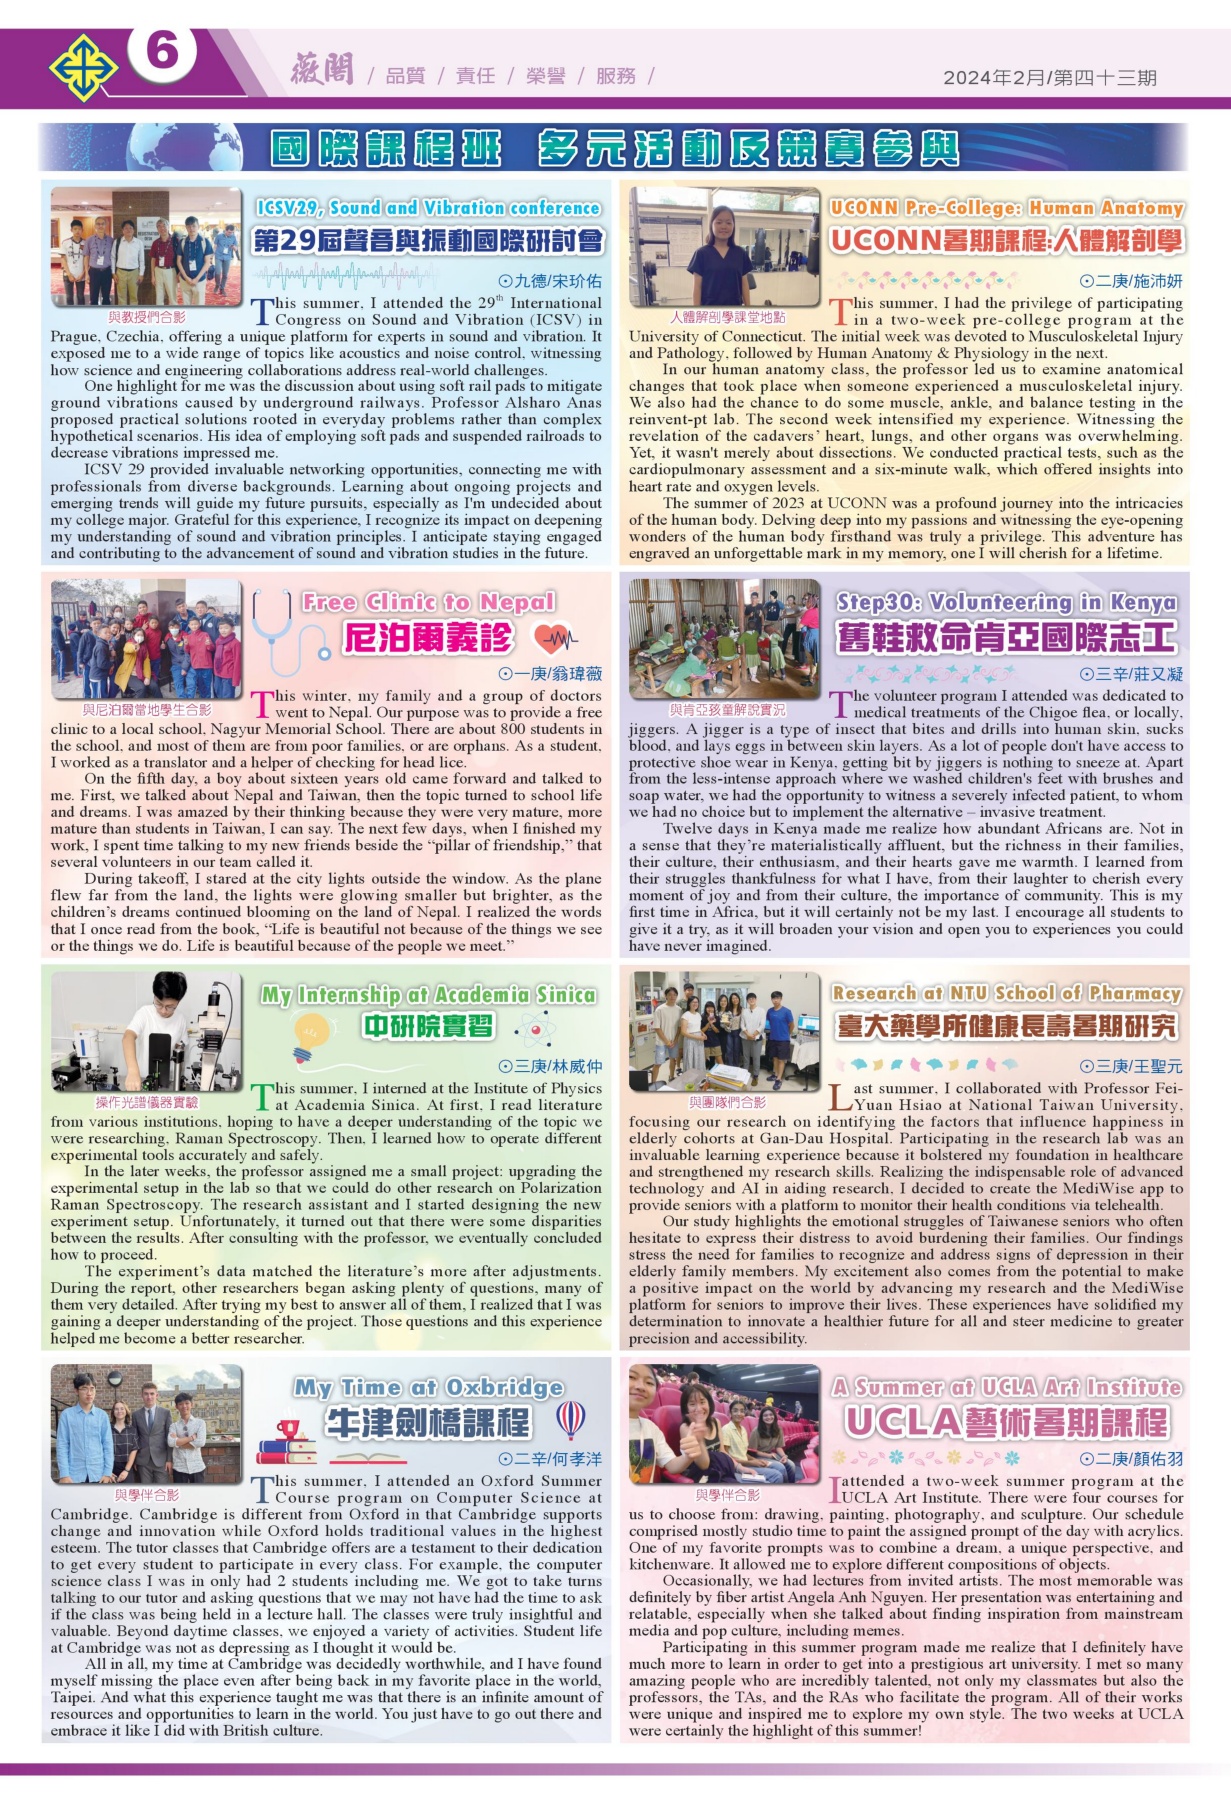 6
薇閣 / 品質 / 責任 / 榮譽 / 服務 /
2024年2月/第四十三期
國際課程班 多元活動及競賽參與
ICSV29, Sound and Vibration conference
第29屆聲音與振動國際研討會
⊙九德/宋玠佑
與教授們合影
This summer, I attended the 29th International
Congress on Sound and Vibration (ICSV) in
Prague, Czechia, offering a unique platform for experts in sound and vibration. It
exposed me to a wide range of topics like acoustics and noise control, witnessing
how science and engineering collaborations address real-world challenges.
One highlight for me was the discussion about using soft rail pads to mitigate
ground vibrations caused by underground railways. Professor Alsharo Anas
proposed practical solutions rooted in everyday problems rather than complex
hypothetical scenarios. His idea of employing soft pads and suspended railroads to
decrease vibrations impressed me.
ICSV 29 provided invaluable networking opportunities, connecting me with
professionals from diverse backgrounds. Learning about ongoing projects and
emerging trends will guide my future pursuits, especially as I'm undecided about
my college major. Grateful for this experience, I recognize its impact on deepening
my understanding of sound and vibration principles. I anticipate staying engaged
and contributing to the advancement of sound and vibration studies in the future.
UCONN Pre-College: Human Anatomy
UCONN暑期課程:人體解剖學
⊙二庚/施沛妍
人體解剖學課堂地點
This summer, I had the privilege of participating
in a two-week pre-college program at the
University of Connecticut. The initial week was devoted to Musculoskeletal Injury
and Pathology, followed by Human Anatomy & Physiology in the next.
In our human anatomy class, the professor led us to examine anatomical
changes that took place when someone experienced a musculoskeletal injury.
We also had the chance to do some muscle, ankle, and balance testing in the
reinvent-pt lab. The second week intensified my experience. Witnessing the
revelation of the cadavers' heart, lungs, and other organs was overwhelming.
Yet, it wasn't merely about dissections. We conducted practical tests, such as the
cardiopulmonary assessment and a six-minute walk, which offered insights into
heart rate and oxygen levels.
The summer of 2023 at UCONN was a profound journey into the intricacies
of the human body. Delving deep into my passions and witnessing the eye-opening
wonders of the human body firsthand was truly a privilege. This adventure has
engraved an unforgettable mark in my memory, one I will cherish for a lifetime.
Free Clinic to Nepal
尼泊爾義診
⊙一庚/翁瑋薇
與尼泊爾當地學生合影
This winter, my family and a group of doctors
went to Nepal. Our purpose was to provide a free
clinic to a local school, Nagyur Memorial School. There are about 800 students in
the school, and most of them are from poor families, or are orphans. As a student,
I worked as a translator and a helper of checking for head lice.
On the fifth day, a boy about sixteen years old came forward and talked to
me. First, we talked about Nepal and Taiwan, then the topic turned to school life
and dreams. I was amazed by their thinking because they were very mature, more
mature than students in Taiwan, I can say. The next few days, when I finished my
work, I spent time talking to my new friends beside the “pillar of friendship,” that
several volunteers in our team called it.
During takeoff, I stared at the city lights outside the window. As the plane
flew far from the land, the lights were glowing smaller but brighter, as the
children's dreams continued blooming on the land of Nepal. I realized the words
that I once read from the book, “Life is beautiful not because of the things we see
or the things we do. Life is beautiful because of the people we meet.”
Step30: Volunteering in Kenya
舊鞋救命肯亞國際志工
⊙三辛/莊又凝
與肯亞孩童解說實況
The volunteer program I attended was dedicated to
medical treatments of the Chigoe flea, or locally,
jiggers. A jigger is a type of insect that bites and drills into human skin, sucks
blood, and lays eggs in between skin layers. As a lot of people don't have access to
protective shoe wear in Kenya, getting bit by jiggers is nothing to sneeze at. Apart
from the less-intense approach where we washed children's feet with brushes and
soap water, we had the opportunity to witness a severely infected patient, to whom
we had no choice but to implement the alternative – invasive treatment.
Twelve days in Kenya made me realize how abundant Africans are. Not in
a sense that they're materialistically affluent, but the richness in their families,
their culture, their enthusiasm, and their hearts gave me warmth. I learned from
their struggles thankfulness for what I have, from their laughter to cherish every
moment of joy and from their culture, the importance of community. This is my
first time in Africa, but it will certainly not be my last. I encourage all students to
give it a try, as it will broaden your vision and open you to experiences you could
have never imagined.
My Internship at Academia Sinica
中研院實習
⊙三庚/林威仲
操作光譜儀器實驗
This summer, I interned at the Institute of Physics
at Academia Sinica. At first, I read literature
from various institutions, hoping to have a deeper understanding of the topic we
were researching, Raman Spectroscopy. Then, I learned how to operate different
experimental tools accurately and safely.
In the later weeks, the professor assigned me a small project: upgrading the
experimental setup in the lab so that we could do other research on Polarization
Raman Spectroscopy. The research assistant and I started designing the new
experiment setup. Unfortunately, it turned out that there were some disparities
between the results. After consulting with the professor, we eventually concluded
how to proceed.
The experiment's data matched the literature's more after adjustments.
During the report, other researchers began asking plenty of questions, many of
them very detailed. After trying my best to answer all of them, I realized that I was
gaining a deeper understanding of the project. Those questions and this experience
helped me become a better researcher.
Research at NTU School of Pharmacy
臺大藥學所健康長壽暑期研究
⊙三庚/王聖元
與團隊們合影
Last summer, I collaborated with Professor Fei-
Yuan Hsiao at National Taiwan University,
focusing our research on identifying the factors that influence happiness in
elderly cohorts at Gan-Dau Hospital. Participating in the research lab was an
invaluable learning experience because it bolstered my foundation in healthcare
and strengthened my research skills. Realizing the indispensable role of advanced
technology and AI in aiding research, I decided to create the MediWise app to
provide seniors with a platform to monitor their health conditions via telehealth.
Our study highlights the emotional struggles of Taiwanese seniors who often
hesitate to express their distress to avoid burdening their families. Our findings
stress the need for families to recognize and address signs of depression in their
elderly family members. My excitement also comes from the potential to make
a positive impact on the world by advancing my research and the MediWise
platform for seniors to improve their lives. These experiences have solidified my
determination to innovate a healthier future for all and steer medicine to greater
precision and accessibility.
My Time at Oxbridge
牛津劍橋課程
⊙二辛/何孝洋
與學伴合影
This summer, I attended an Oxford Summer
Course program on Computer Science at
Cambridge. Cambridge is different from Oxford in that Cambridge supports
change and innovation while Oxford holds traditional values in the highest
esteem. The tutor classes that Cambridge offers are a testament to their dedication
to get every student to participate in every class. For example, the computer
science class I was in only had 2 students including me. We got to take turns
talking to our tutor and asking questions that we may not have had the time to ask
if the class was being held in a lecture hall. The classes were truly insightful and
valuable. Beyond daytime classes, we enjoyed a variety of activities. Student life
at Cambridge was not as depressing as I thought it would be.
All in all, my time at Cambridge was decidedly worthwhile, and I have found
myself missing the place even after being back in my favorite place in the world,
Taipei. And what this experience taught me was that there is an infinite amount of
resources and opportunities to learn in the world. You just have to go out there and
embrace it like I did with British culture.
A Summer at UCLA Art Institute
UCLA藝術暑期課程
⊙二庚/顏佑羽
與學伴合影
I attended a two-week summer program at the
UCLA Art Institute. There were four courses for
us to choose from: drawing, painting, photography, and sculpture. Our schedule
comprised mostly studio time to paint the assigned prompt of the day with acrylics.
One of my favorite prompts was to combine a dream, a unique perspective, and
kitchenware. It allowed me to explore different compositions of objects.
Occasionally, we had lectures from invited artists. The most memorable was
definitely by fiber artist Angela Anh Nguyen. Her presentation was entertaining and
relatable, especially when she talked about finding inspiration from mainstream
media and pop culture, including memes.
Participating in this summer program made me realize that I definitely have
much more to learn in order to get into a prestigious art university. I met so many
amazing people who are incredibly talented, not only my classmates but also the
professors, the TAs, and the RAs who facilitate the program. All of their works
were unique and inspired me to explore my own style. The two weeks at UCLA
were certainly the highlight of this summer!